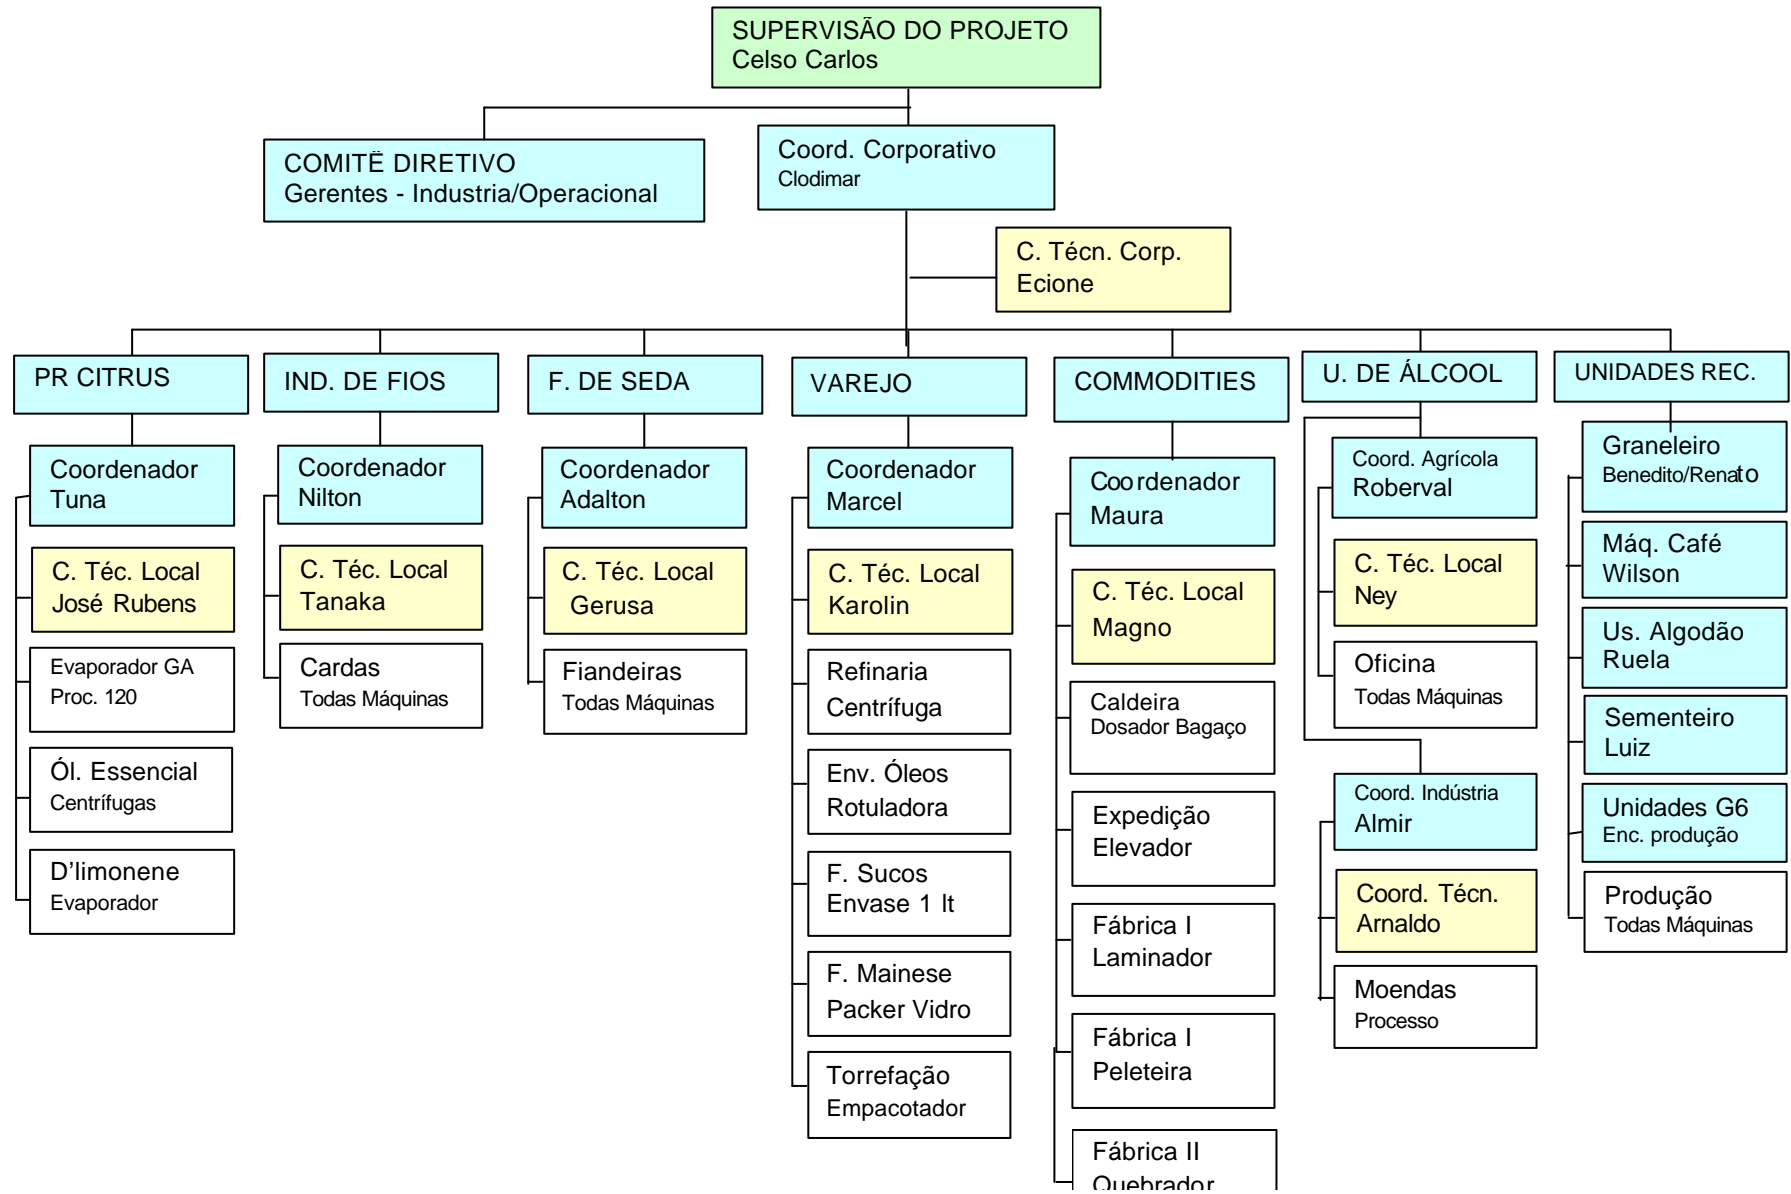 SUPERVISÃO DO PROJETO
Celso Carlos
COMITÊ DIRETIVO
Gerentes - Industria/Operacional
Coord. Corporativo
Clodimar
C. Técn. Corp.
Ecione
PR CITRUS
Coordenador
Tuna
C. Téc. Local
José Rubens
Evaporador GA
Proc. 120
Ól. Essencial
Centrífugas
D'limonene
Evaporador
IND. DE FIOS
Coordenador
Nilton
C. Téc. Local
Tanaka
Cardas
Todas Máquinas
F. DE SEDA
Coordenador
Adalton
C. Téc. Local
Gerusa
Fiandeiras
Todas Máquinas
VAREJO
Coordenador
Marcel
C. Téc. Local
Karolin
Refinaria
Centrífuga
Env. Óleos
Rotuladora
F. Sucos
Envase 1 lt
F. Mainese
Packer Vidro
Torrefação
Empacotador
COMMODITIES
Coordenador
Maura
C. Téc. Local
Magno
Caldeira
Dosador Bagaço
Expedição
Elevador
Fábrica I
Laminador
Fábrica I
Peleteira
Fábrica II
Quebrador
U. DE ÁLCOOL
Coord. Agrícola
Roberval
C. Téc. Local
Ney
Oficina
Todas Máquinas
Coord. Indústria
Almir
Coord. Técn.
Arnaldo
Moendas
Processo
UNIDADES REC.
Graneleiro
Benedito/Renato
Máq. Café
Wilson
Us. Algodão
Ruela
Sementeiro
Luiz
Unidades G6
Enc. produção
Produção
Todas Máquinas